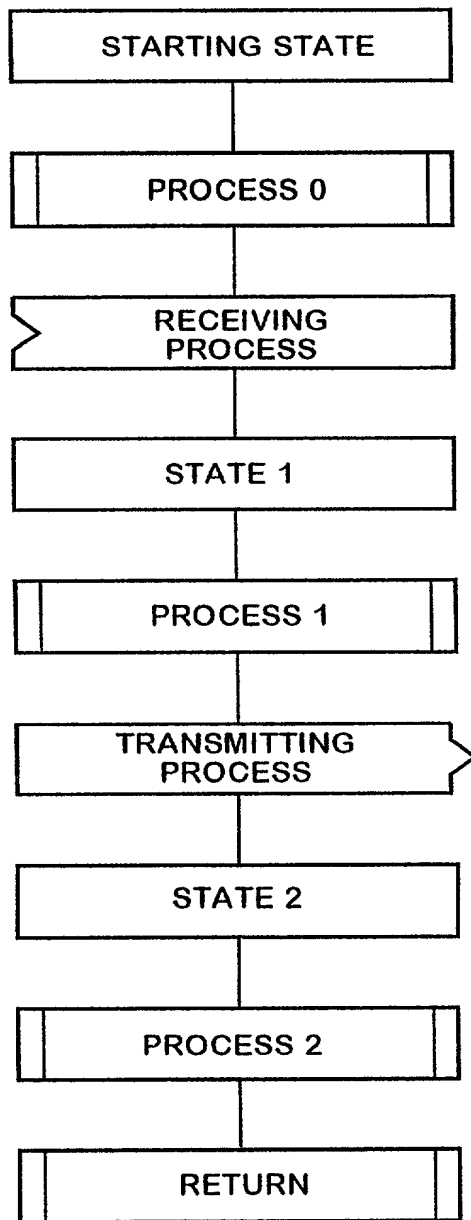 STARTING STATE
PROCESS 0
RECEIVING
PROCESS
STATE 1
PROCESS 1
TRANSMITTING
PROCESS
STATE 2
PROCESS 2
RETURN